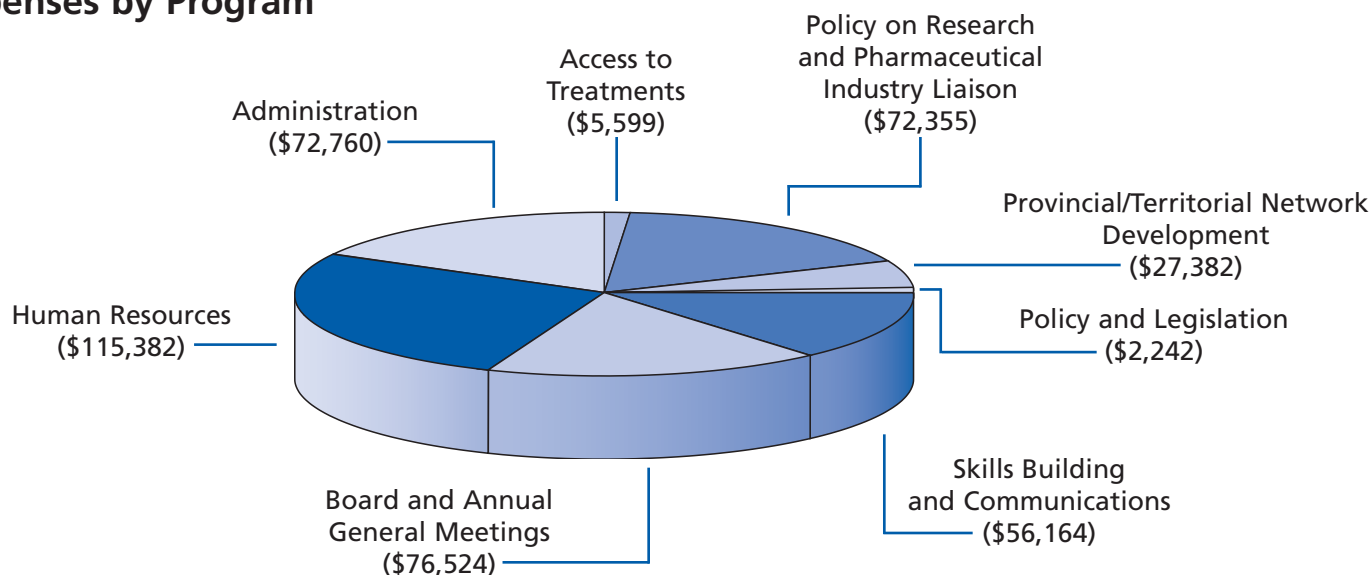 enses by Program
Policy on Research
and Pharmaceutical
Industry Liaison
($72,355)
Access to
Treatments
($5,599)
Administration
($72,760)
Provincial/Territorial Network
Development
($27,382)
Human Resources
($115,382)
Policy and Legislation
($2,242)
Skills Building
and Communications
($56,164)
Board and Annual
General Meetings
($76,524)